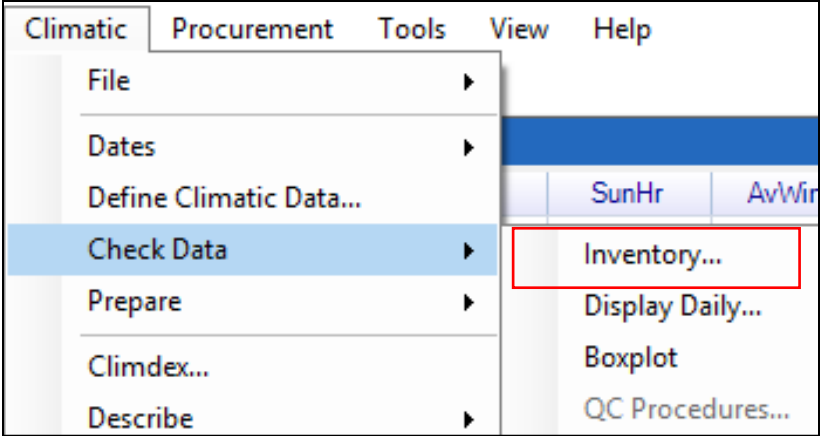 Climatic Procurement Tools View Help
File
Dates
Define Climatic Data...
SunHr
Check Data
Inventory...
Prepare
Display Daily...
Climdex...
Boxplot
Describe
QC Procedures...